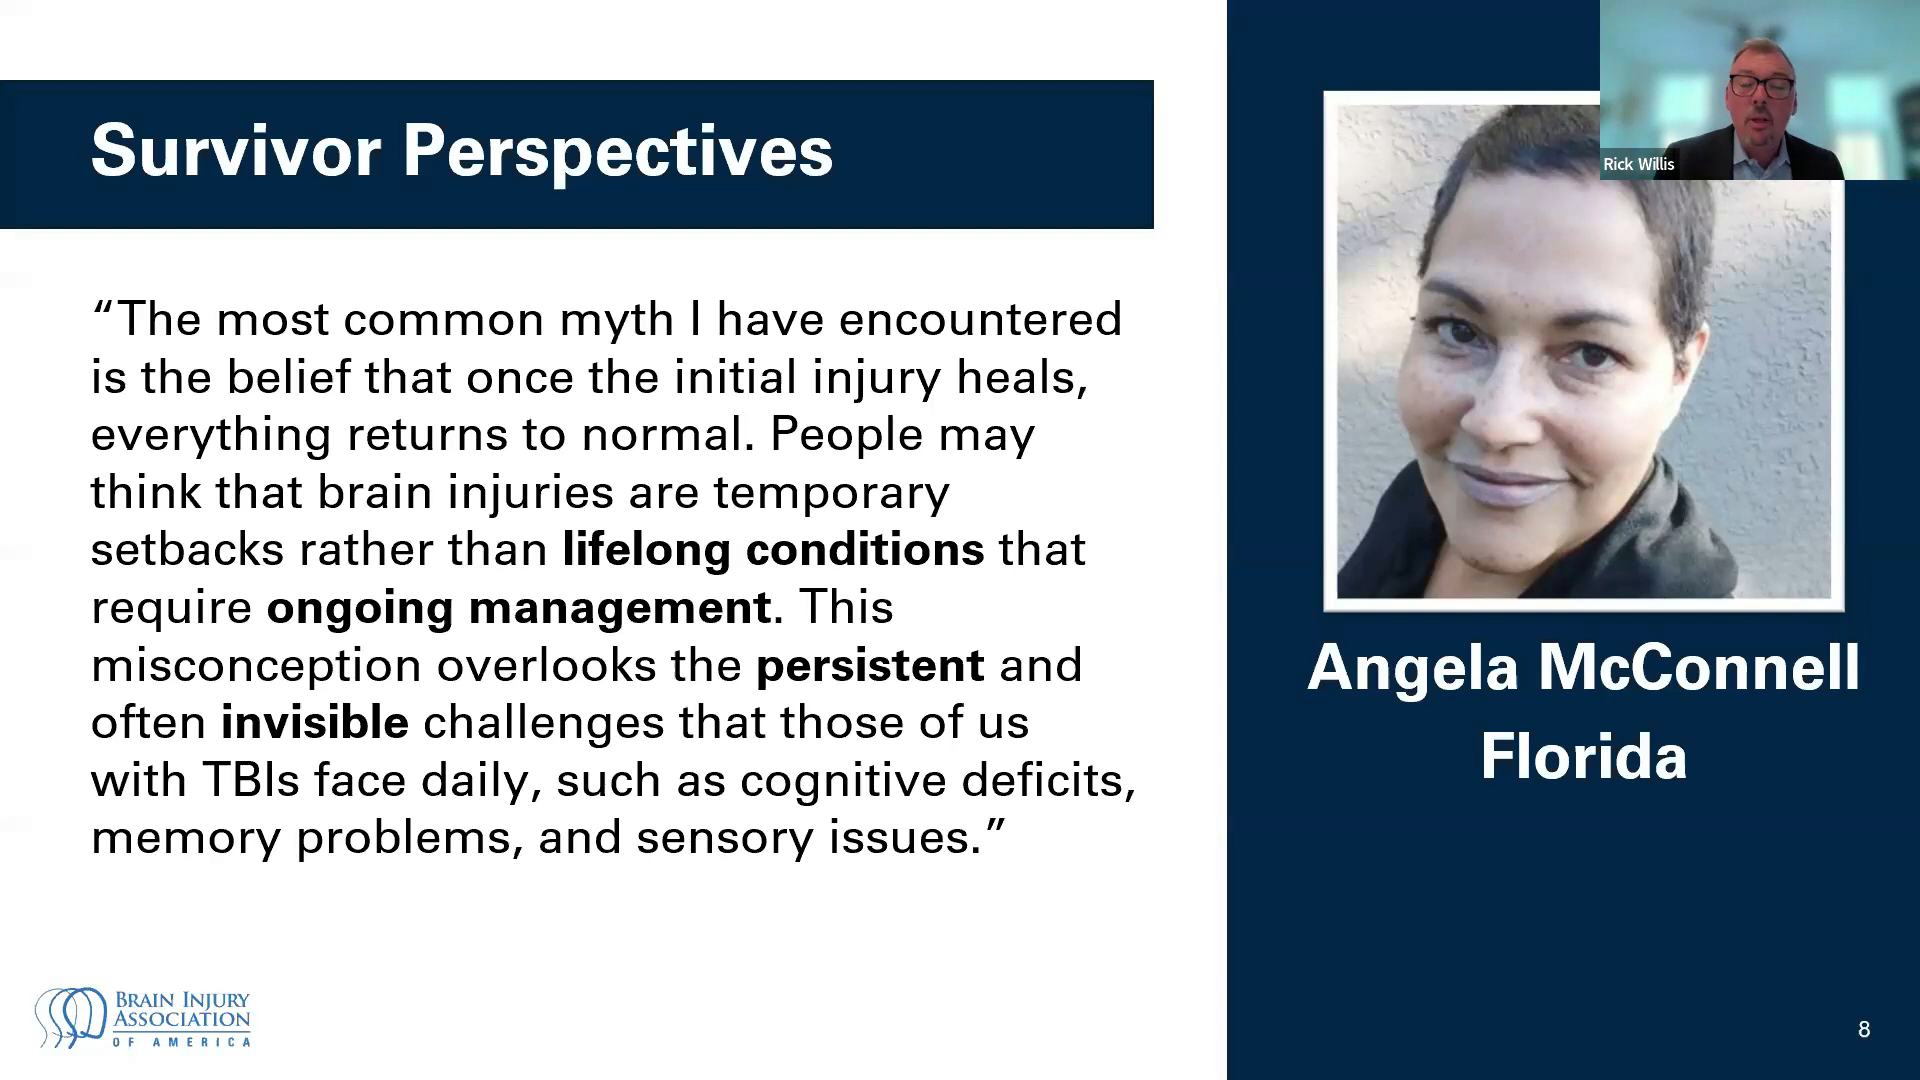 Survivor Perspectives
“The most common myth I have encountered
is the belief that once the initial injury heals,
everything returns to normal. People may
think that brain injuries are temporary
setbacks rather than lifelong conditions that
require ongoing management. This
misconception overlooks the persistent and
often invisible challenges that those of us
with TBIs face daily, such as cognitive deficits,
memory problems, and sensory issues.”
BRAIN INJURY
ASSOCIATION
OF AMERICA
Rick Willis
Angela McConnell
Florida
8